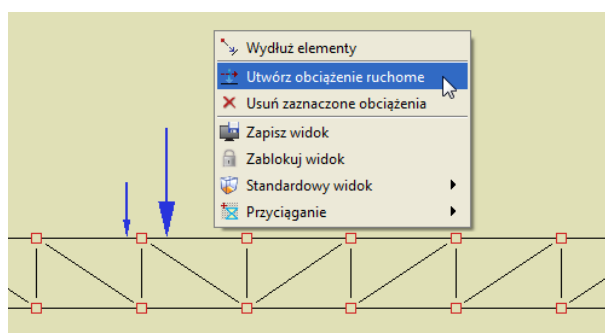 Wydłuż elementy
Utwórz obciążenie ruchome
Usuń zaznaczone obciążenia
Zapisz widok
Zablokuj widok
Standardowy widok
Przyciąganie